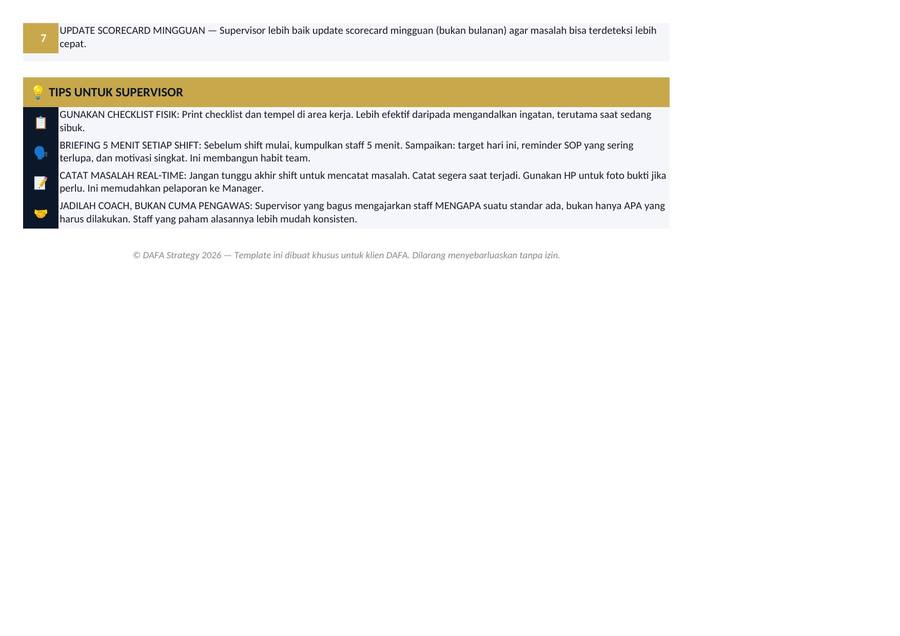 7
UPDATE SCORECARD MINGGUAN — Supervisor lebih baik update scorecard mingguan (bukan bulanan) agar masalah bisa terdeteksi lebih
cepat.
💡 TIPS UNTUK SUPERVISOR
📋 GUNAKAN CHECKLIST FISIK: Print checklist dan tempel di area kerja. Lebih efektif daripada mengandalkan ingatan, terutama saat sedang
sibuk.
🗣️ BRIEFING 5 MENIT SETIAP SHIFT: Sebelum shift mulai, kumpulkan staff 5 menit. Sampaikan: target hari ini, reminder SOP yang sering
terlupa, dan motivasi singkat. Ini membangun habit team.
📝 CATAT MASALAH REAL-TIME: Jangan tunggu akhir shift untuk mencatat masalah. Catat segera saat terjadi. Gunakan HP untuk foto bukti jika
perlu. Ini memudahkan pelaporan ke Manager.
🤝 JADILAH COACH, BUKAN CUMA PENGAWAS: Supervisor yang bagus mengajarkan staff MENGAPA suatu standar ada, bukan hanya APA yang
harus dilakukan. Staff yang paham alasannya lebih mudah konsisten.
© DAFA Strategy 2026 — Template ini dibuat khusus untuk klien DAFA. Dilarang menyebarluaskan tanpa izin.